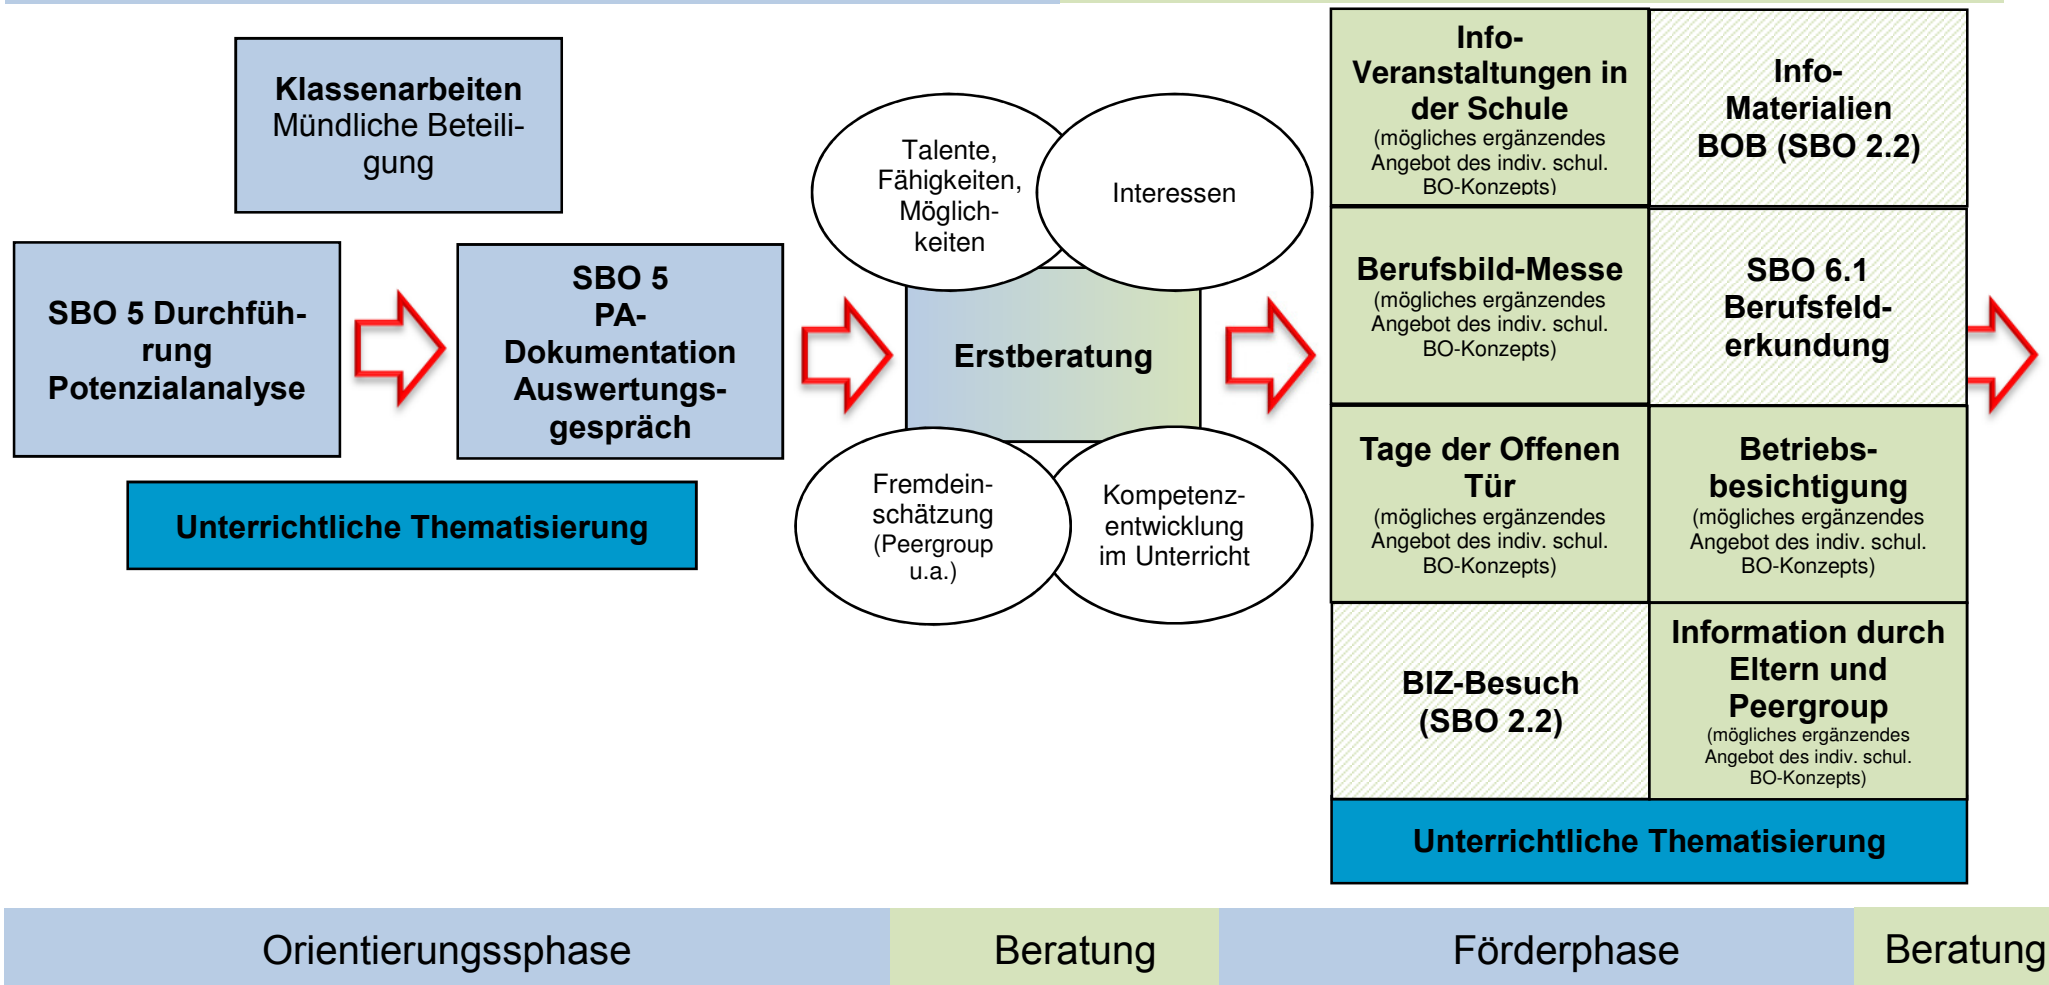 Klassenarbeiten
Mündliche Beteili-
gung
SBO 5 Durchfüh-
rung
Potenzialanalyse
SBO 5
PA-
Dokumentation
Auswertungs-
gespräch
Unterrichtliche Thematisierung
Talente,
Fähigkeiten,
Möglich-
keiten
Interessen
Erstberatung
Fremdein-
schätzung
(Peergroup
u.a.)
Kompetenz-
entwicklung
im Unterricht
Info-
Veranstaltungen in
der Schule
(mögliches ergänzendes
Angebot des indiv. schul.
BO-Konzepts)
Info-
Materialien
BOB (SBO 2.2)
Berufsbild-Messe
(mögliches ergänzendes
Angebot des indiv. schul.
BO-Konzepts)
SBO 6.1
Berufsfeld-
erkundung
Tage der Offenen
Tür
(mögliches ergänzendes
Angebot des indiv. schul.
BO-Konzepts)
Betriebs-
besichtigung
(mögliches ergänzendes
Angebot des indiv. schul.
BO-Konzepts)
BIZ-Besuch
(SBO 2.2)
Information durch
Eltern und
Peergroup
(mögliches ergänzendes
Angebot des indiv. schul.
BO-Konzepts)
Unterrichtliche Thematisierung
Orientierungssphase
Beratung
Förderphase
Beratung